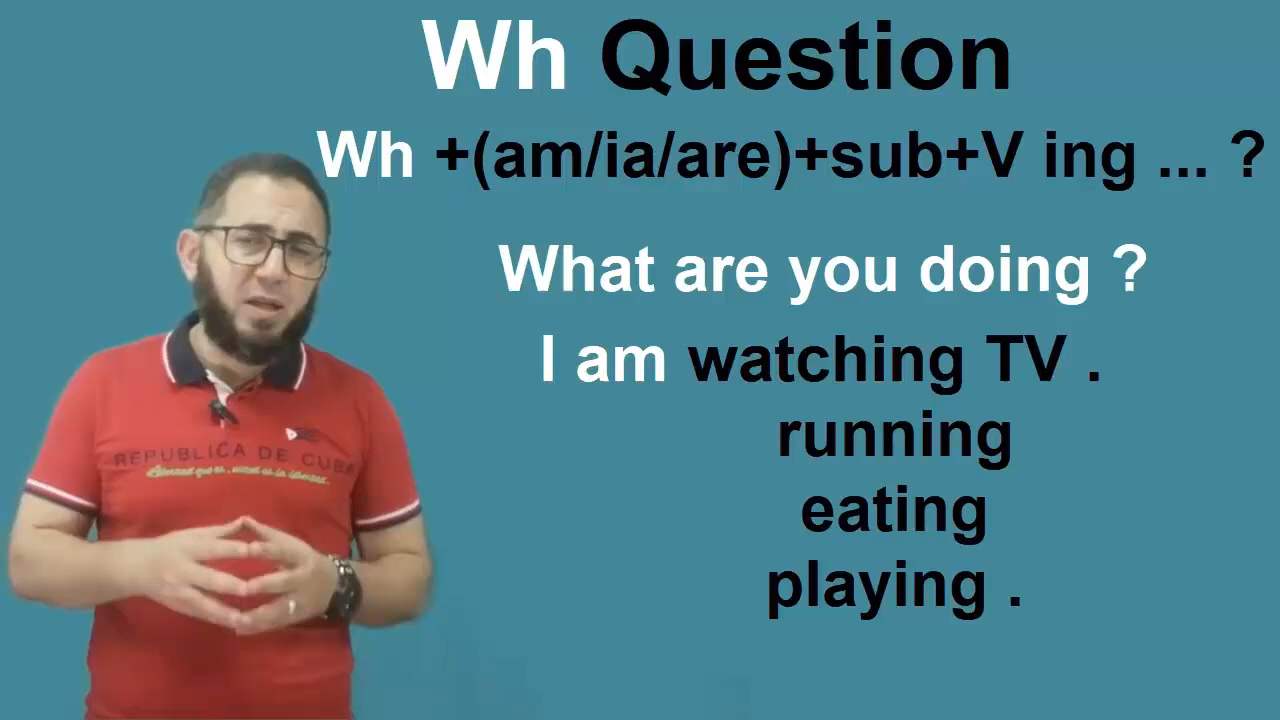 Wh Question
Wh +(am/ia/are)+sub+V ing ... ?
What are you doing ?
I am watching TV .
running
eating
playing .
REPUBLICA DE CUBA